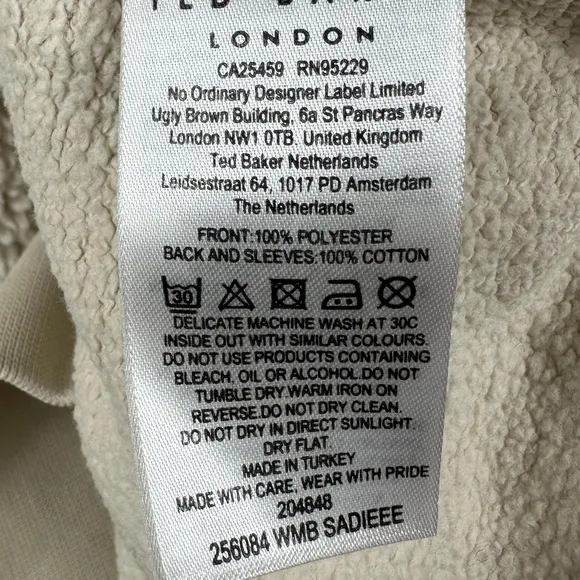 TED BAKER
LONDON
CA25459 RN95229
No Ordinary Designer Label Limited
Ugly Brown Building, 6a St Pancras Way
London NW1 0TB. United Kingdom
Ted Baker Netherlands
Leidsestraat 64, 1017 PD Amsterdam
The Netherlands
FRONT:100% POLYESTER
BACK AND SLEEVES:100% COTTON
30
DELICATE MACHINE WASH AT 30C
INSIDE OUT WITH SIMILAR COLOURS.
DO NOT USE PRODUCTS CONTAINING
BLEACH, OIL OR ALCOHOL.DO NOT
TUMBLE DRY.WARM IRON ON
REVERSE.DO NOT DRY CLEAN.
DO NOT DRY IN DIRECT SUNLIGHT.
DRY FLAT.
MADE IN TURKEY
MADE WITH CARE, WEAR WITH PRIDE
204848
256084 WMB SADIEEE